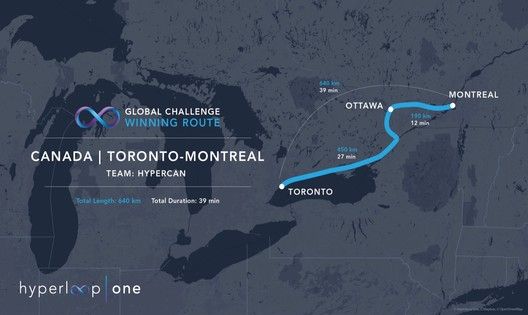 GLOBAL CHALLENGE
WINNING ROUTE
CANADA | TORONTO-MONTREAL
TEAM: HYPERCAN
Total Length: 640 km Total Duration: 39 min
640 km
39 min
MONTREAL
OTTAWA
190 km
12 min
450 km
27 min
TORONTO
hyperloop | one